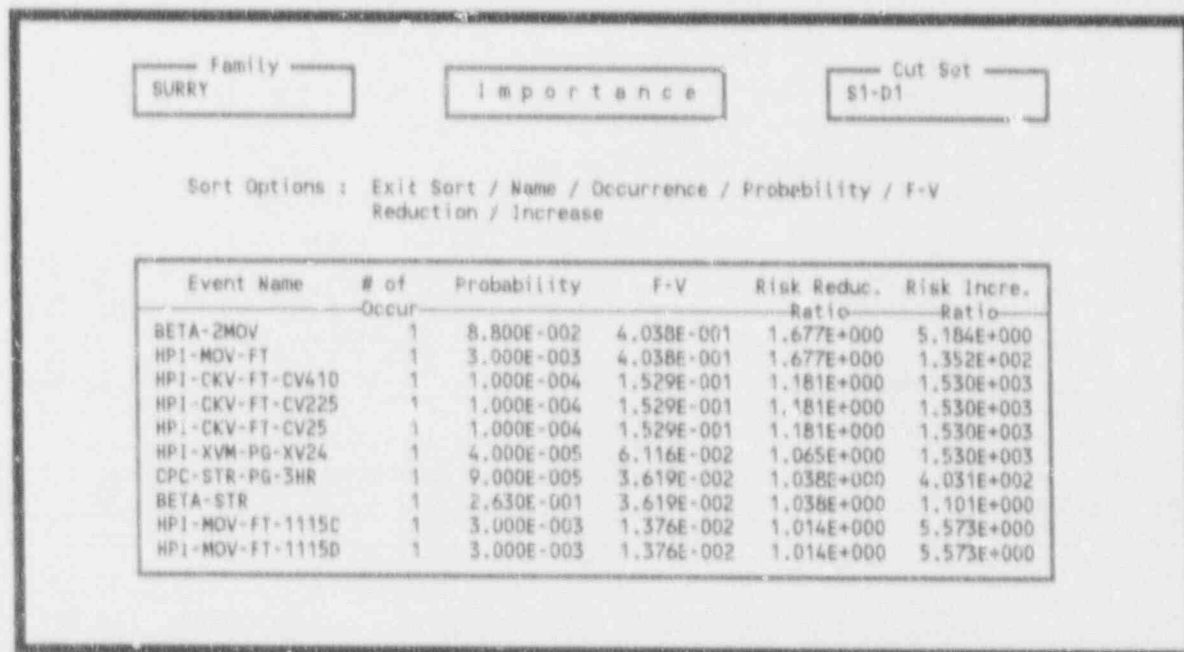 Family
SURRY
Importance
Cut Set
S1-D1
Sort Options : Exit Sort / Name / Occurrence / Probebility / F-V
Reduction / Increase
Event Name # of Probability F-V Risk Reduc. Risk Incre.
Occur Ratio Ratio
BETA-2MOV 1 8.800E-002 4.038E-001 1.677E+000 5.184E+000
HPI-MOV-FT 1 3.000E-003 4.038E-001 1.677E+000 1.352E+002
HPI-CKV-FT-CV410 1 1.000E-004 1.529E-001 1.181E+000 1.530E+003
HPI-CKV-FT-CV225 1 1.000E-004 1.529E-001 1.181E+000 1.530E+003
HPI-CKV-FT-CV25 1 1.000E-004 1.529E-001 1.181E+000 1.530E+003
HPI-XVM-PG-XV24 1 4.000E-005 6.116E-002 1.065E+000 1.530E+003
CPC-STR-PG-3HR 1 9.000E-005 3.619E-002 1.038E+000 4.031E+002
BETA-STR 1 2.630E-001 3.619E-002 1.038E+000 1.101E+000
HPI-MOV-FT-1115C 1 3.000E-003 1.376E-002 1.014E+000 5.573E+000
HPI-MOV-FT-1115D 1 3.000E-003 1.376E-002 1.014E+000 5.573E+000